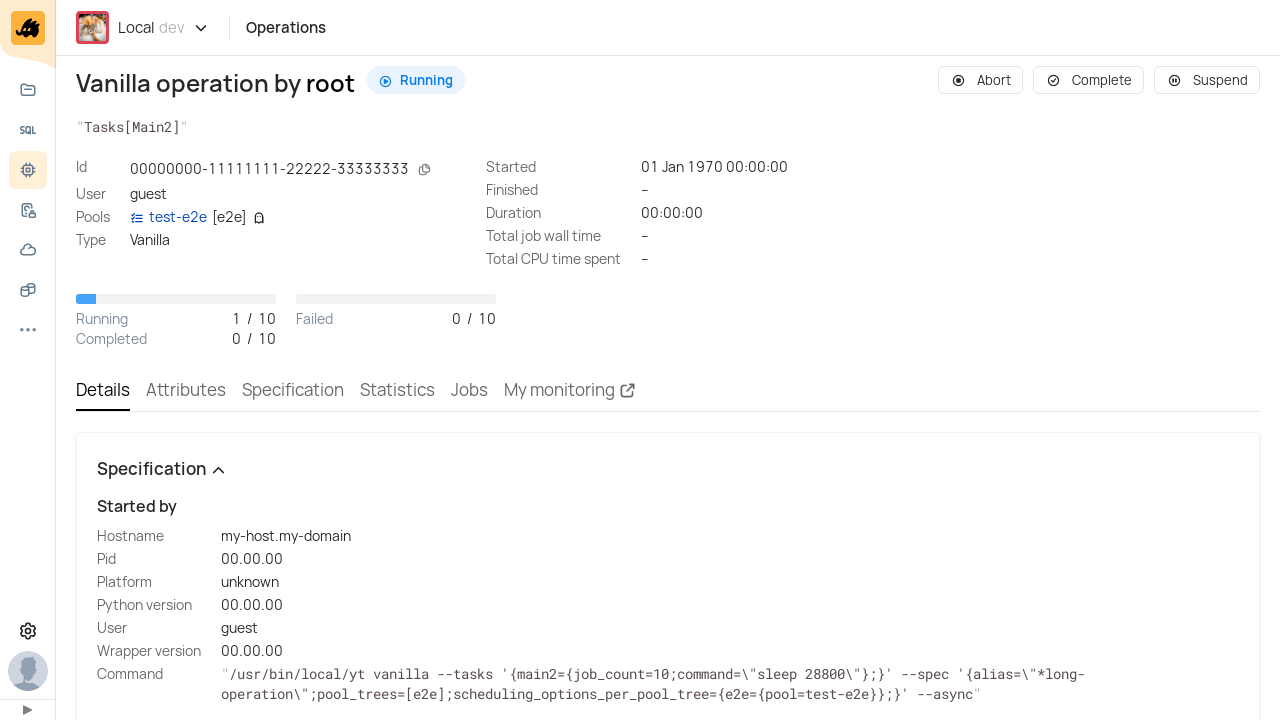 Local dev
Operations
Vanilla operation by root
Running
Abort
Complete
Suspend
"Tasks[Main2]"
Id 00000000-11111111-22222-33333333
User guest
Pools test-e2e [e2e]
Type Vanilla
Started 01 Jan 1970 00:00:00
Finished –
Duration 00:00:00
Total job wall time –
Total CPU time spent –
Running 1 / 10
Completed 0 / 10
Failed 0 / 10
SQL
Details Attributes Specification Statistics Jobs My monitoring
Specification
Started by
Hostname my-host.my-domain
Pid 00.00.00
Platform unknown
Python version 00.00.00
User guest
Wrapper version 00.00.00
Command "/usr/bin/local/yt vanilla --tasks '{main2={job_count=10;command=\"sleep 28800\"};}' --spec '{alias=\"*long-
operation\";pool_trees=[e2e];scheduling_options_per_pool_tree={e2e={pool=test-e2e}};}' --async"